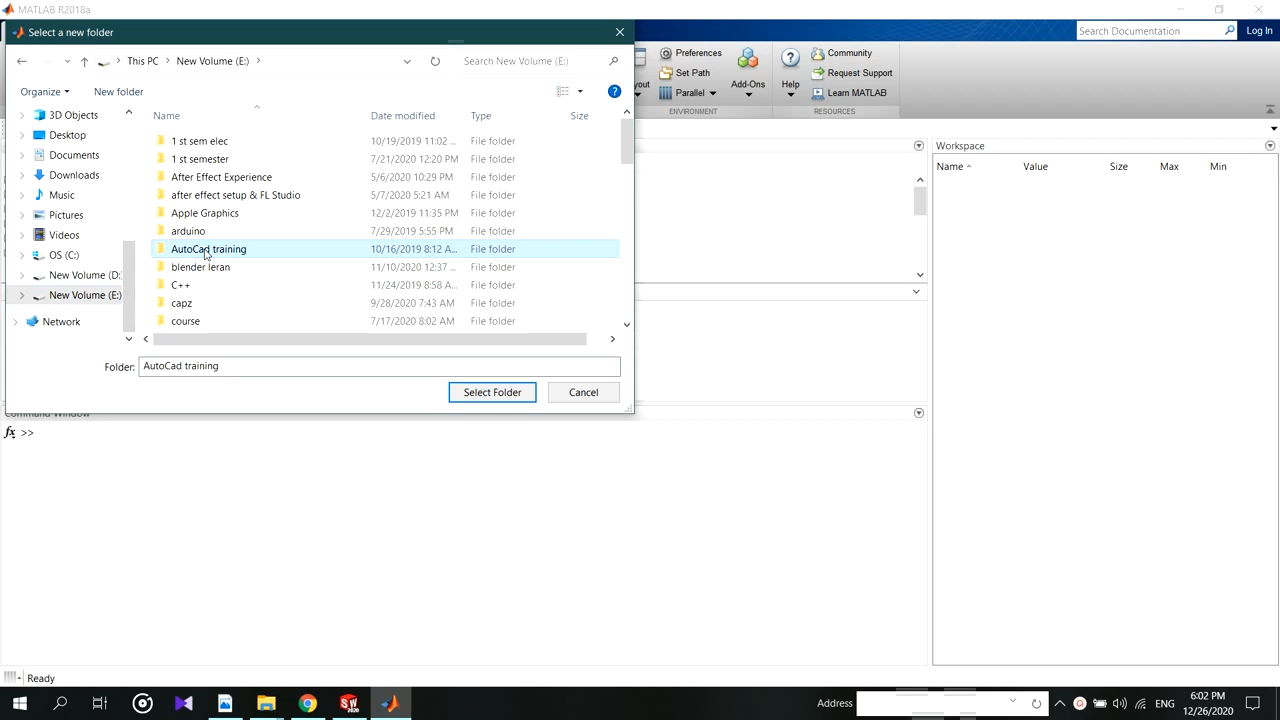 MATLAB R2018a
Select a new folder
Search Documentation
Log In
This PC > New Volume (E:) >
Search New Volume (E:)
Preferences
Community
Set Path
Request Support
out
Add-Ons
Help
Parallel
Learn MATLAB
Organize
New folder
ENVIRONMENT
RESOURCES
Name
Date modified
Type
Size
3D Objects
Desktop
Documents
Downloads
Music
Pictures
Videos
OS (C:)
New Volume (D:
New Volume (E:)
Network
1 st sem elec 10/19/2019 11:02 ... File folder
1 st semester 7/21/2020 12:20 PM File folder
After Effect Experience 5/6/2020 10:29 PM File folder
after effect setup & FL Studio 5/7/2020 5:21 AM File folder
Apple Graphics 12/2/2019 11:35 PM File folder
arduino 7/29/2019 5:55 PM File folder
AutoCad training 10/16/2019 8:12 A... File folder
blender leran 11/10/2020 12:37 ... File folder
C++ 11/24/2019 8:58 A... File folder
capz 9/28/2020 7:43 AM File folder
course 7/17/2020 8:02 AM File folder
Folder: AutoCad training
Select Folder
Cancel
Workspace
Name Value Size Max Min
Command Window
fx >>
Ready
Address
ENG
6:02 PM
12/26/2020